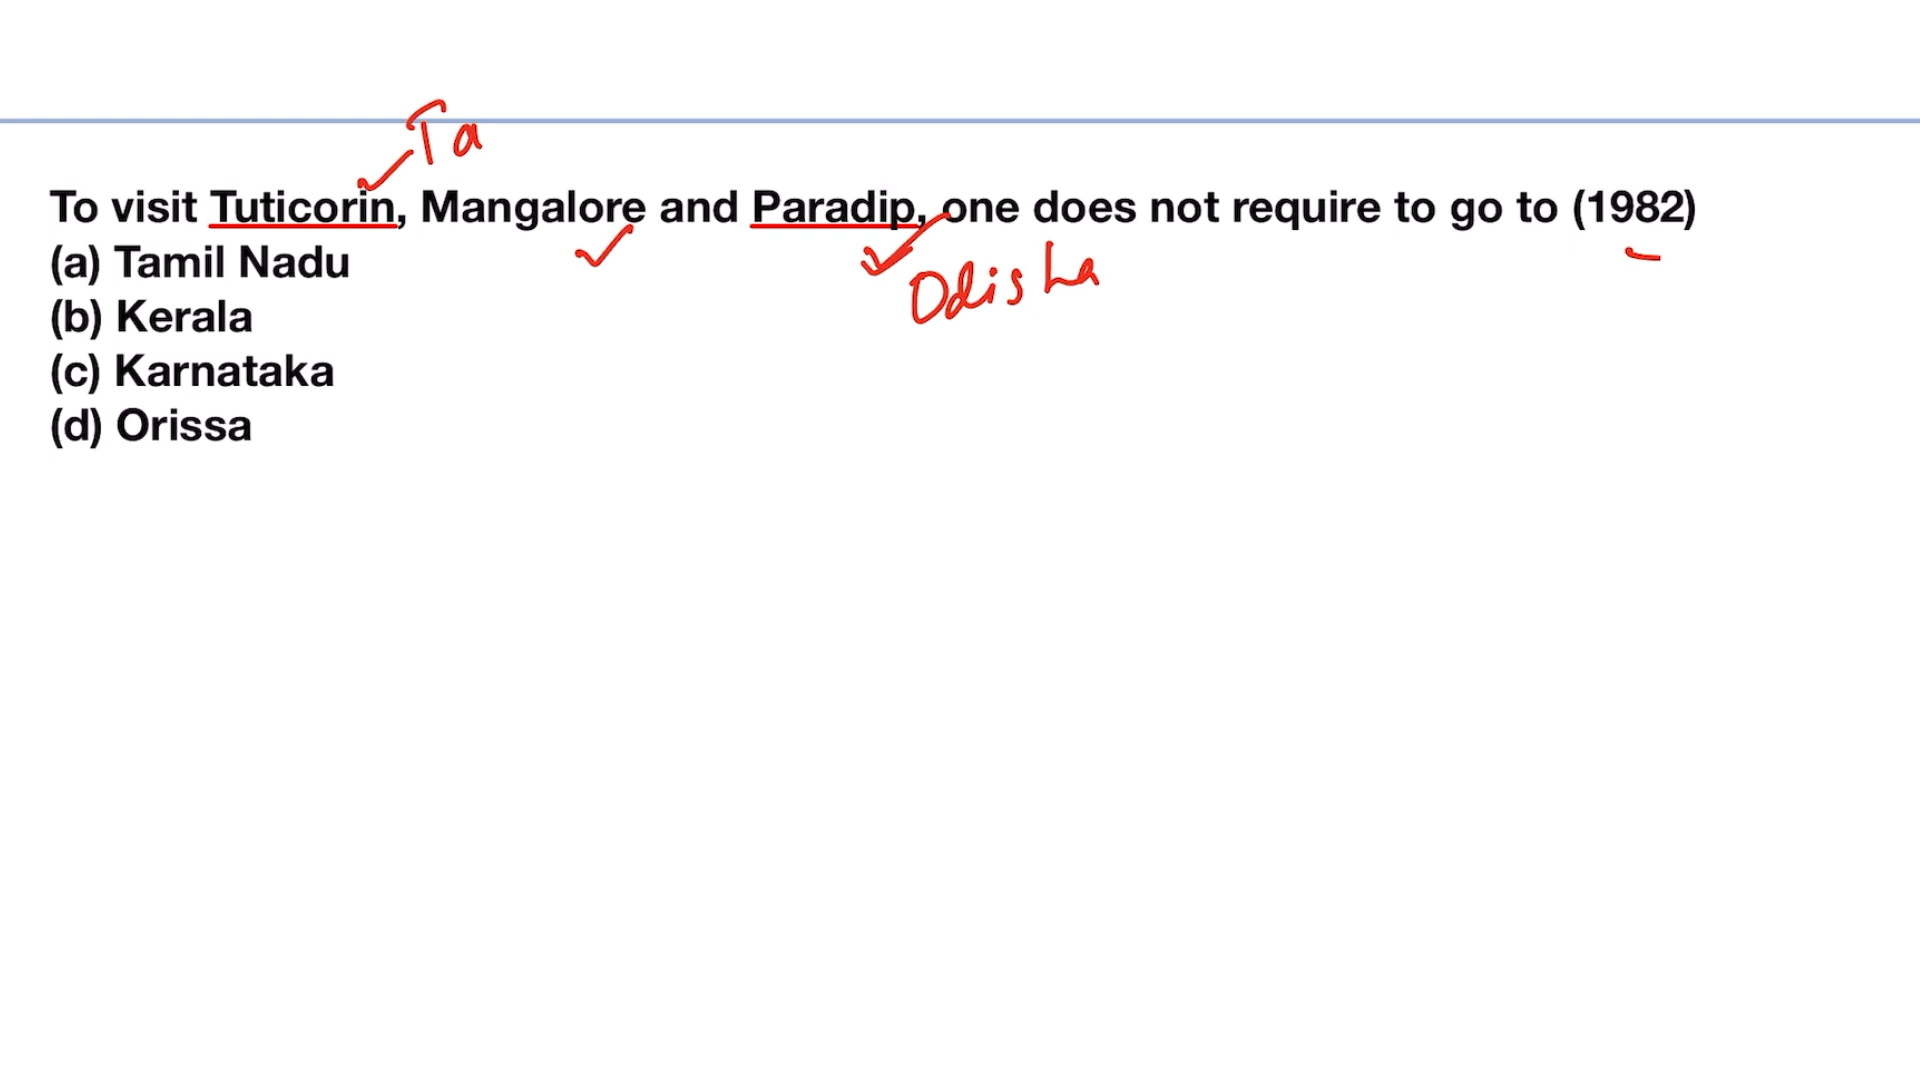 Ta
To visit Tuticorin, Mangalore and Paradip, one does not require to go to (1982)
Odisha
(a) Tamil Nadu
(b) Kerala
(c) Karnataka
(d) Orissa